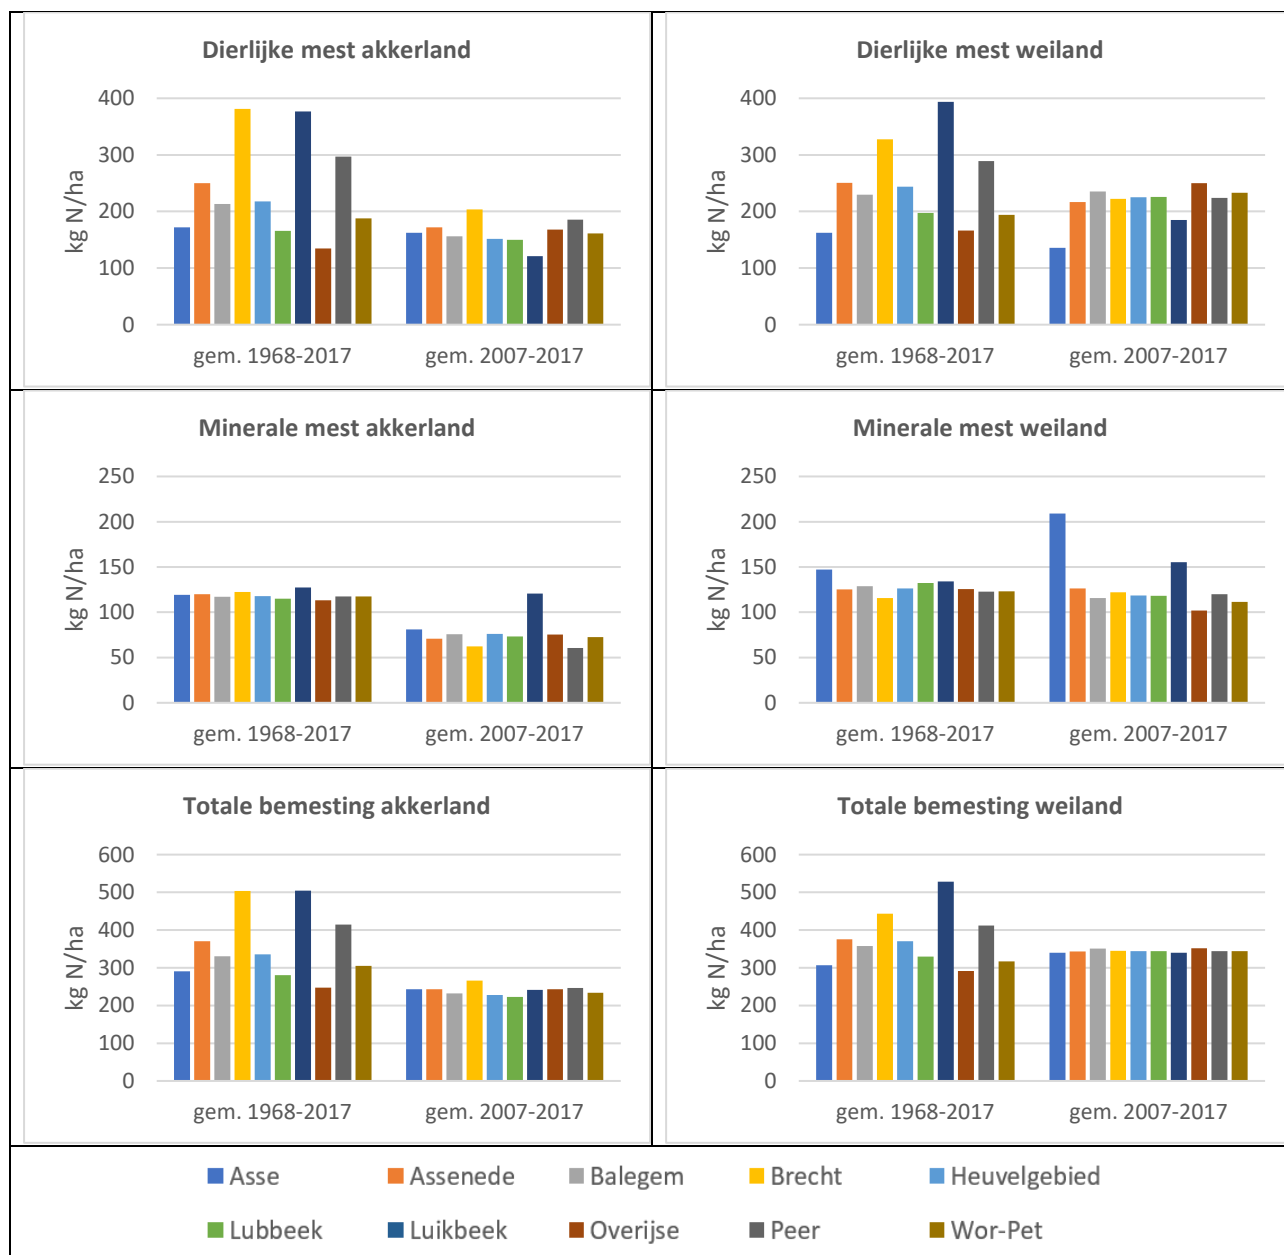 Dierlijke mest akkerland
kg N/ha
400
300
200
100
0
gem. 1968-2017 gem. 2007-2017
Dierlijke mest weiland
kg N/ha
400
300
200
100
0
gem. 1968-2017 gem. 2007-2017
Minerale mest akkerland
kg N/ha
250
200
150
100
50
0
gem. 1968-2017 gem. 2007-2017
Minerale mest weiland
kg N/ha
250
200
150
100
50
0
gem. 1968-2017 gem. 2007-2017
Totale bemesting akkerland
kg N/ha
600
500
400
300
200
100
0
gem. 1968-2017 gem. 2007-2017
Totale bemesting weiland
kg N/ha
600
500
400
300
200
100
0
gem. 1968-2017 gem. 2007-2017
Asse Assenede Balegem Brecht Heuvelgebied
Lubbeek Luikbeek Overijse Peer Wor-Pet